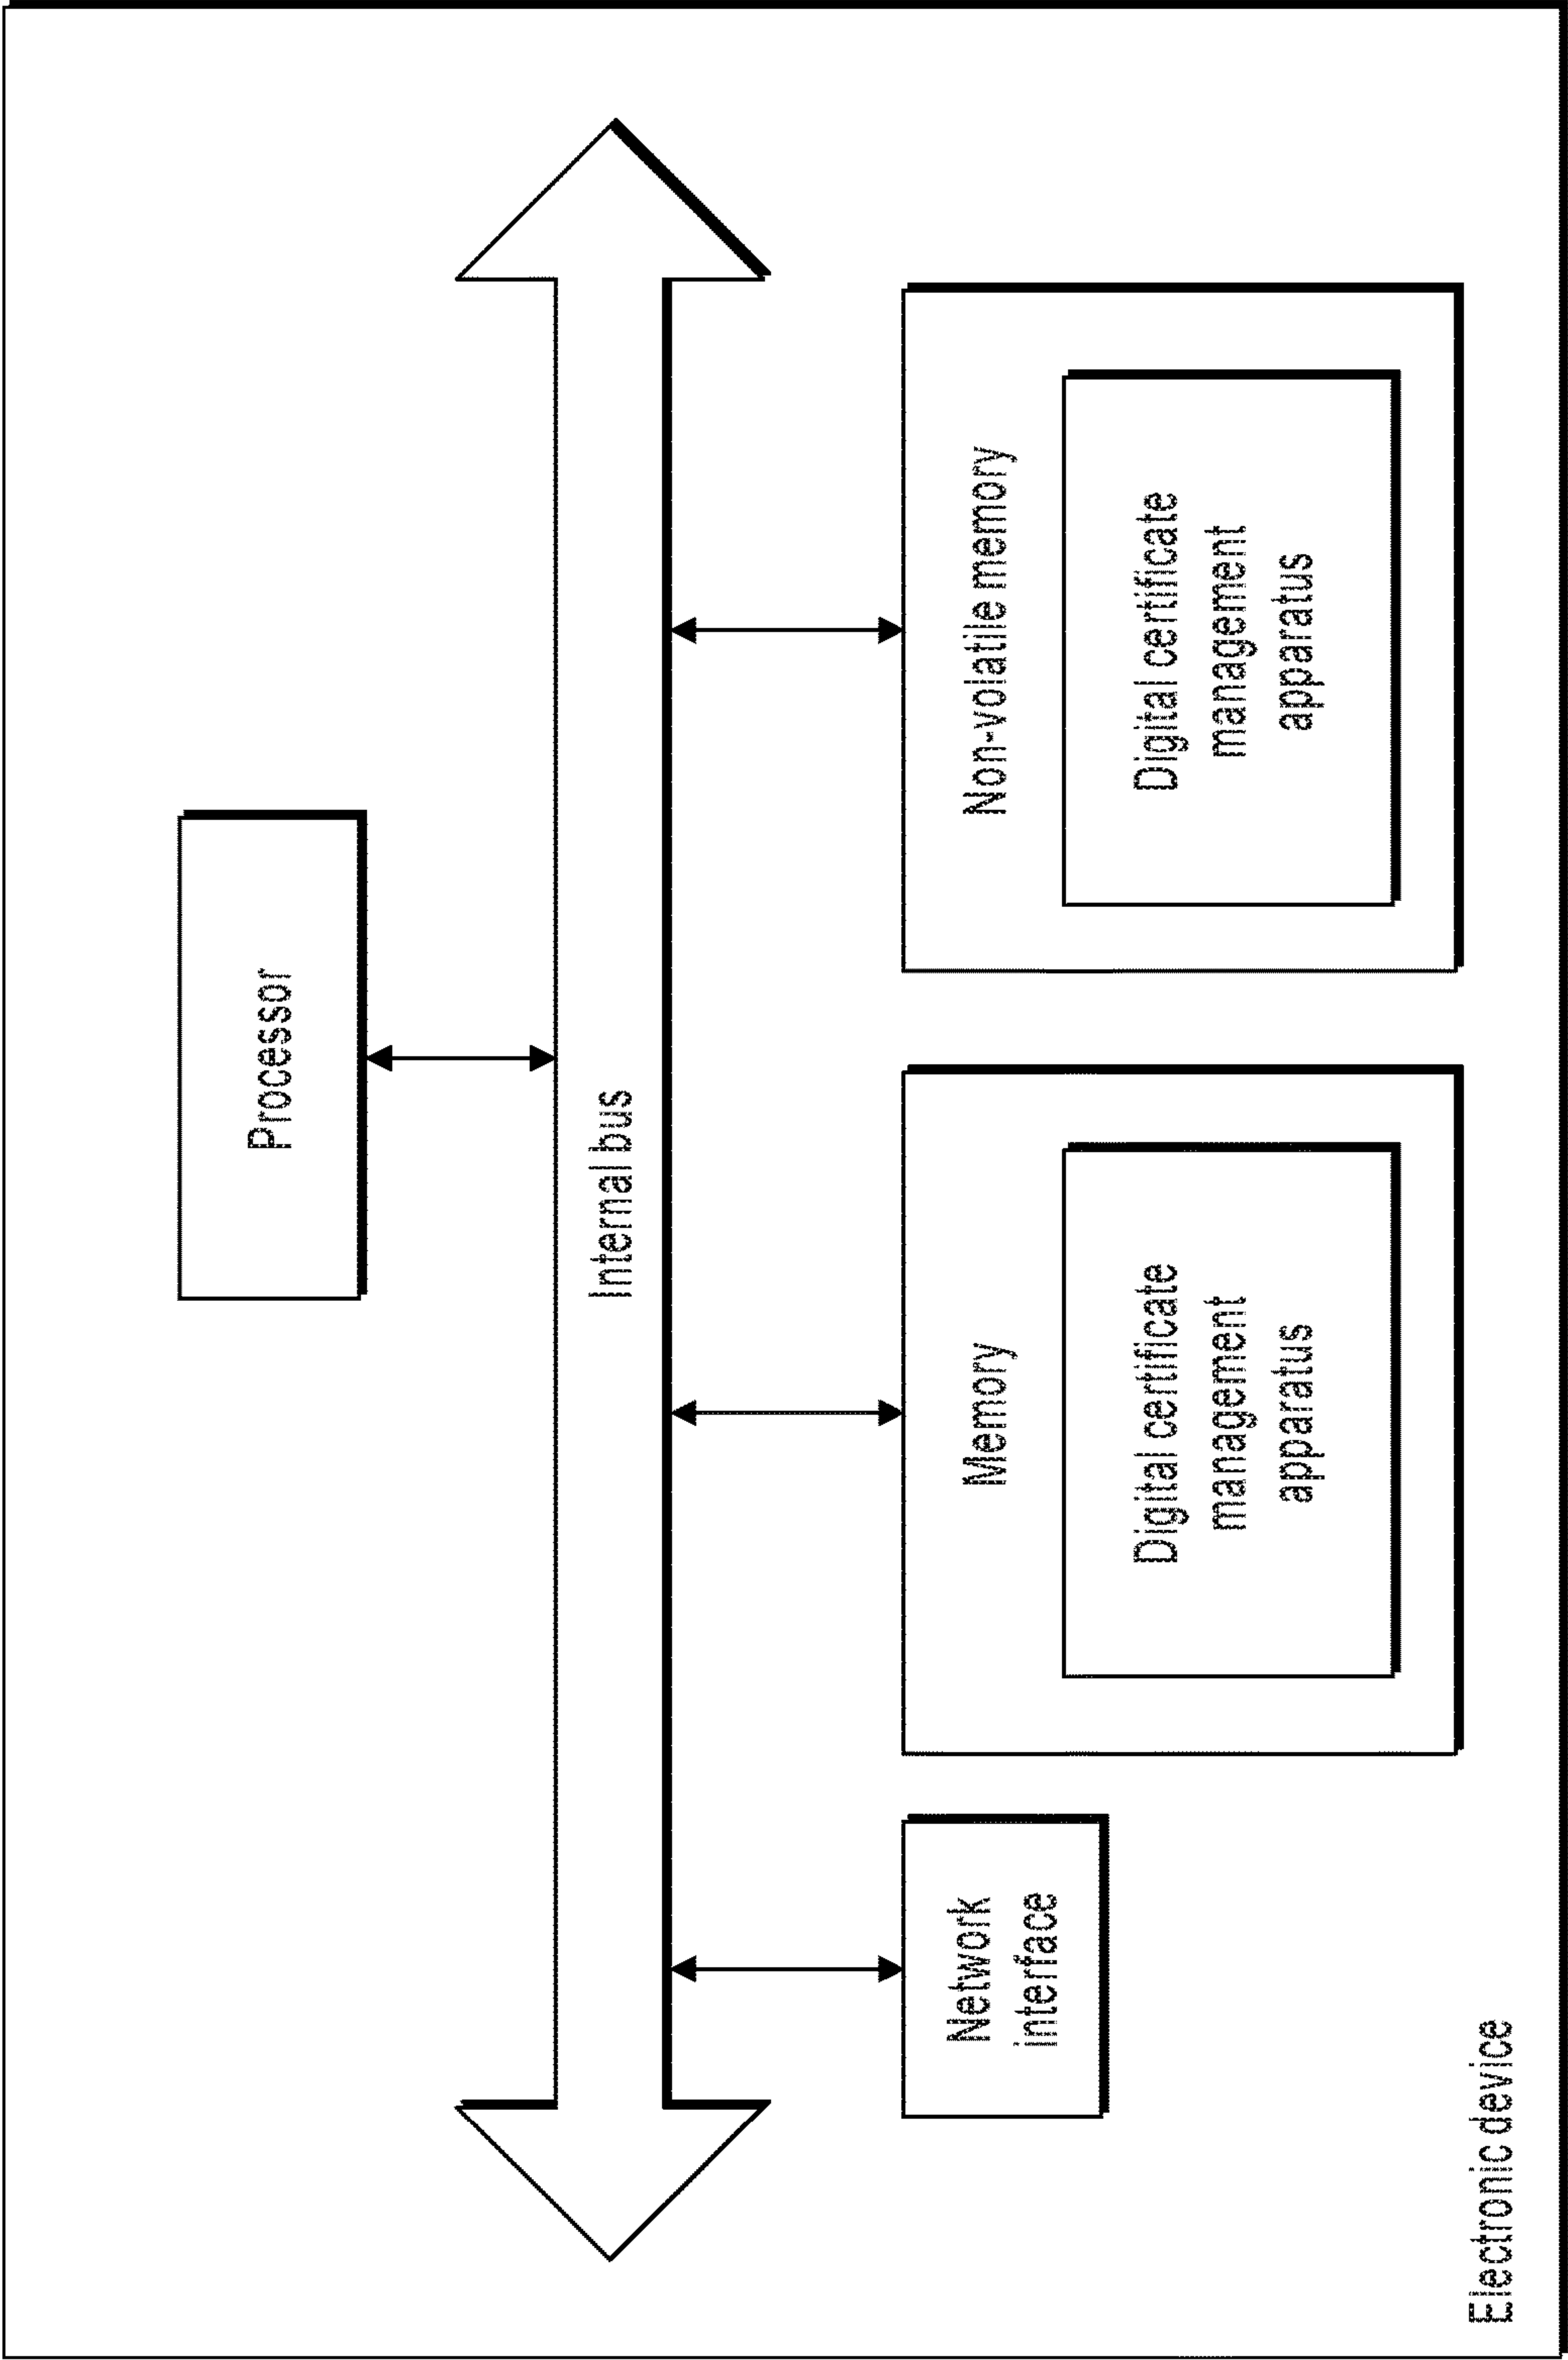 Processor
Internal bus
Network
interface
Memory
Digital certificate
management
apparatus
Non-volatile memory
Digital certificate
management
apparatus
Electronic device